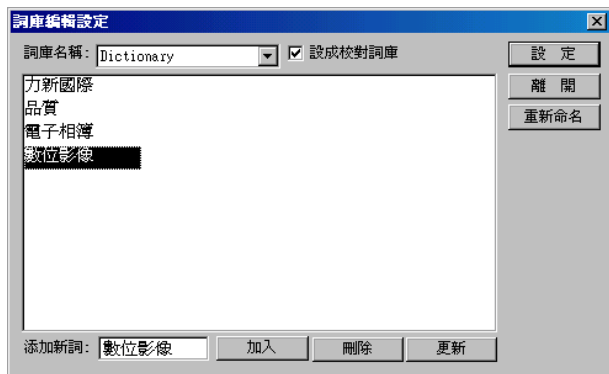 詞庫編輯設定
詞庫名稱: Dictionary 設成校對詞庫 設 定
力新國際 離 開
品質 重新命名
電子相簿
數位影像
添加新詞: 數位影像 加入 刪除 更新